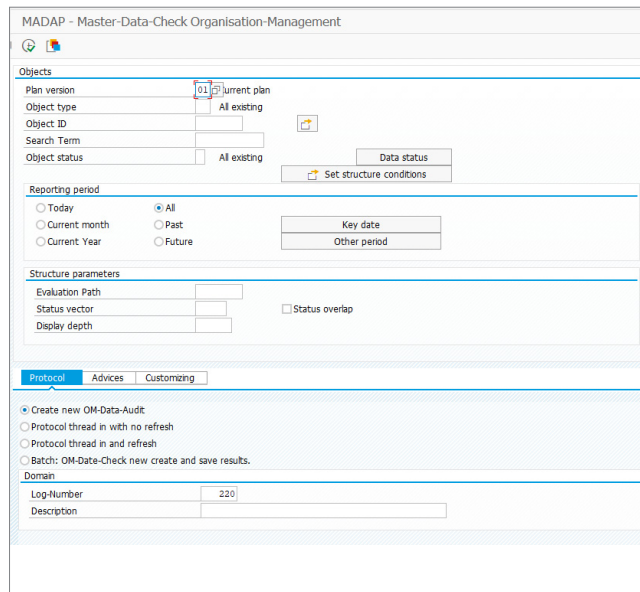 MADAP - Master-Data-Check Organisation-Management
Objects
Plan version 01 urrent plan
Object type All existing
Object ID
Search Term
Object status All existing Data status
Set structure conditions
Reporting period
Today All
Current month Past Key date
Current Year Future Other period
Structure parameters
Evaluation Path
Status vector Status overlap
Display depth
Protocol Advices Customizing
Create new OM-Data-Audit
Protocol thread in with no refresh
Protocol thread in and refresh
Batch: OM-Date-Check new create and save results.
Domain
Log-Number 220
Description